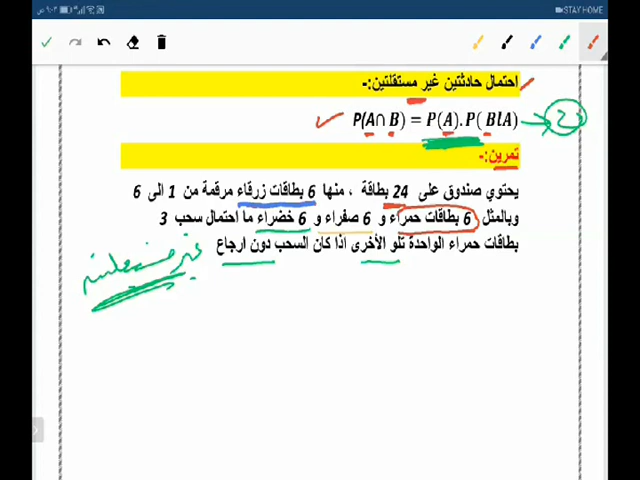 STAY HOME
احتمال حادثتين غير مستقلتين:-
P(A∩ B) = P(A).P( B\A)
تمرين:-
يحتوي صندوق على 24 بطاقة ، منها 6 بطاقات زرقاء مرقمة من 1 الى 6
وبالمثل 6 بطاقات حمراء و 6 صفراء و 6 خضراء ما احتمال سحب 3
بطاقات حمراء الواحدة تلو الأخرى اذا كان السحب دون ارجاع